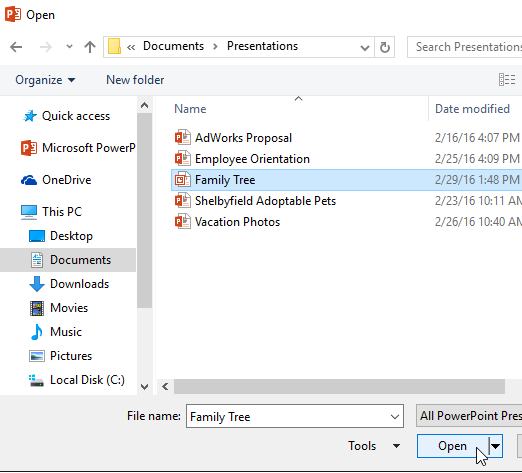 Open
« Documents > Presentations
Search Presentations
Organize
New folder
Name
Date modified
Quick access
Microsoft PowerP
OneDrive
This PC
Desktop
Documents
Downloads
Movies
Music
Pictures
Local Disk (C:)
AdWorks Proposal 2/16/16 4:07 PM
Employee Orientation 2/25/16 4:09 PM
Family Tree 2/29/16 1:48 PM
Shelbyfield Adoptable Pets 2/23/16 10:11 AM
Vacation Photos 2/26/16 10:40 AM
File name: Family Tree
All PowerPoint Pres
Tools
Open